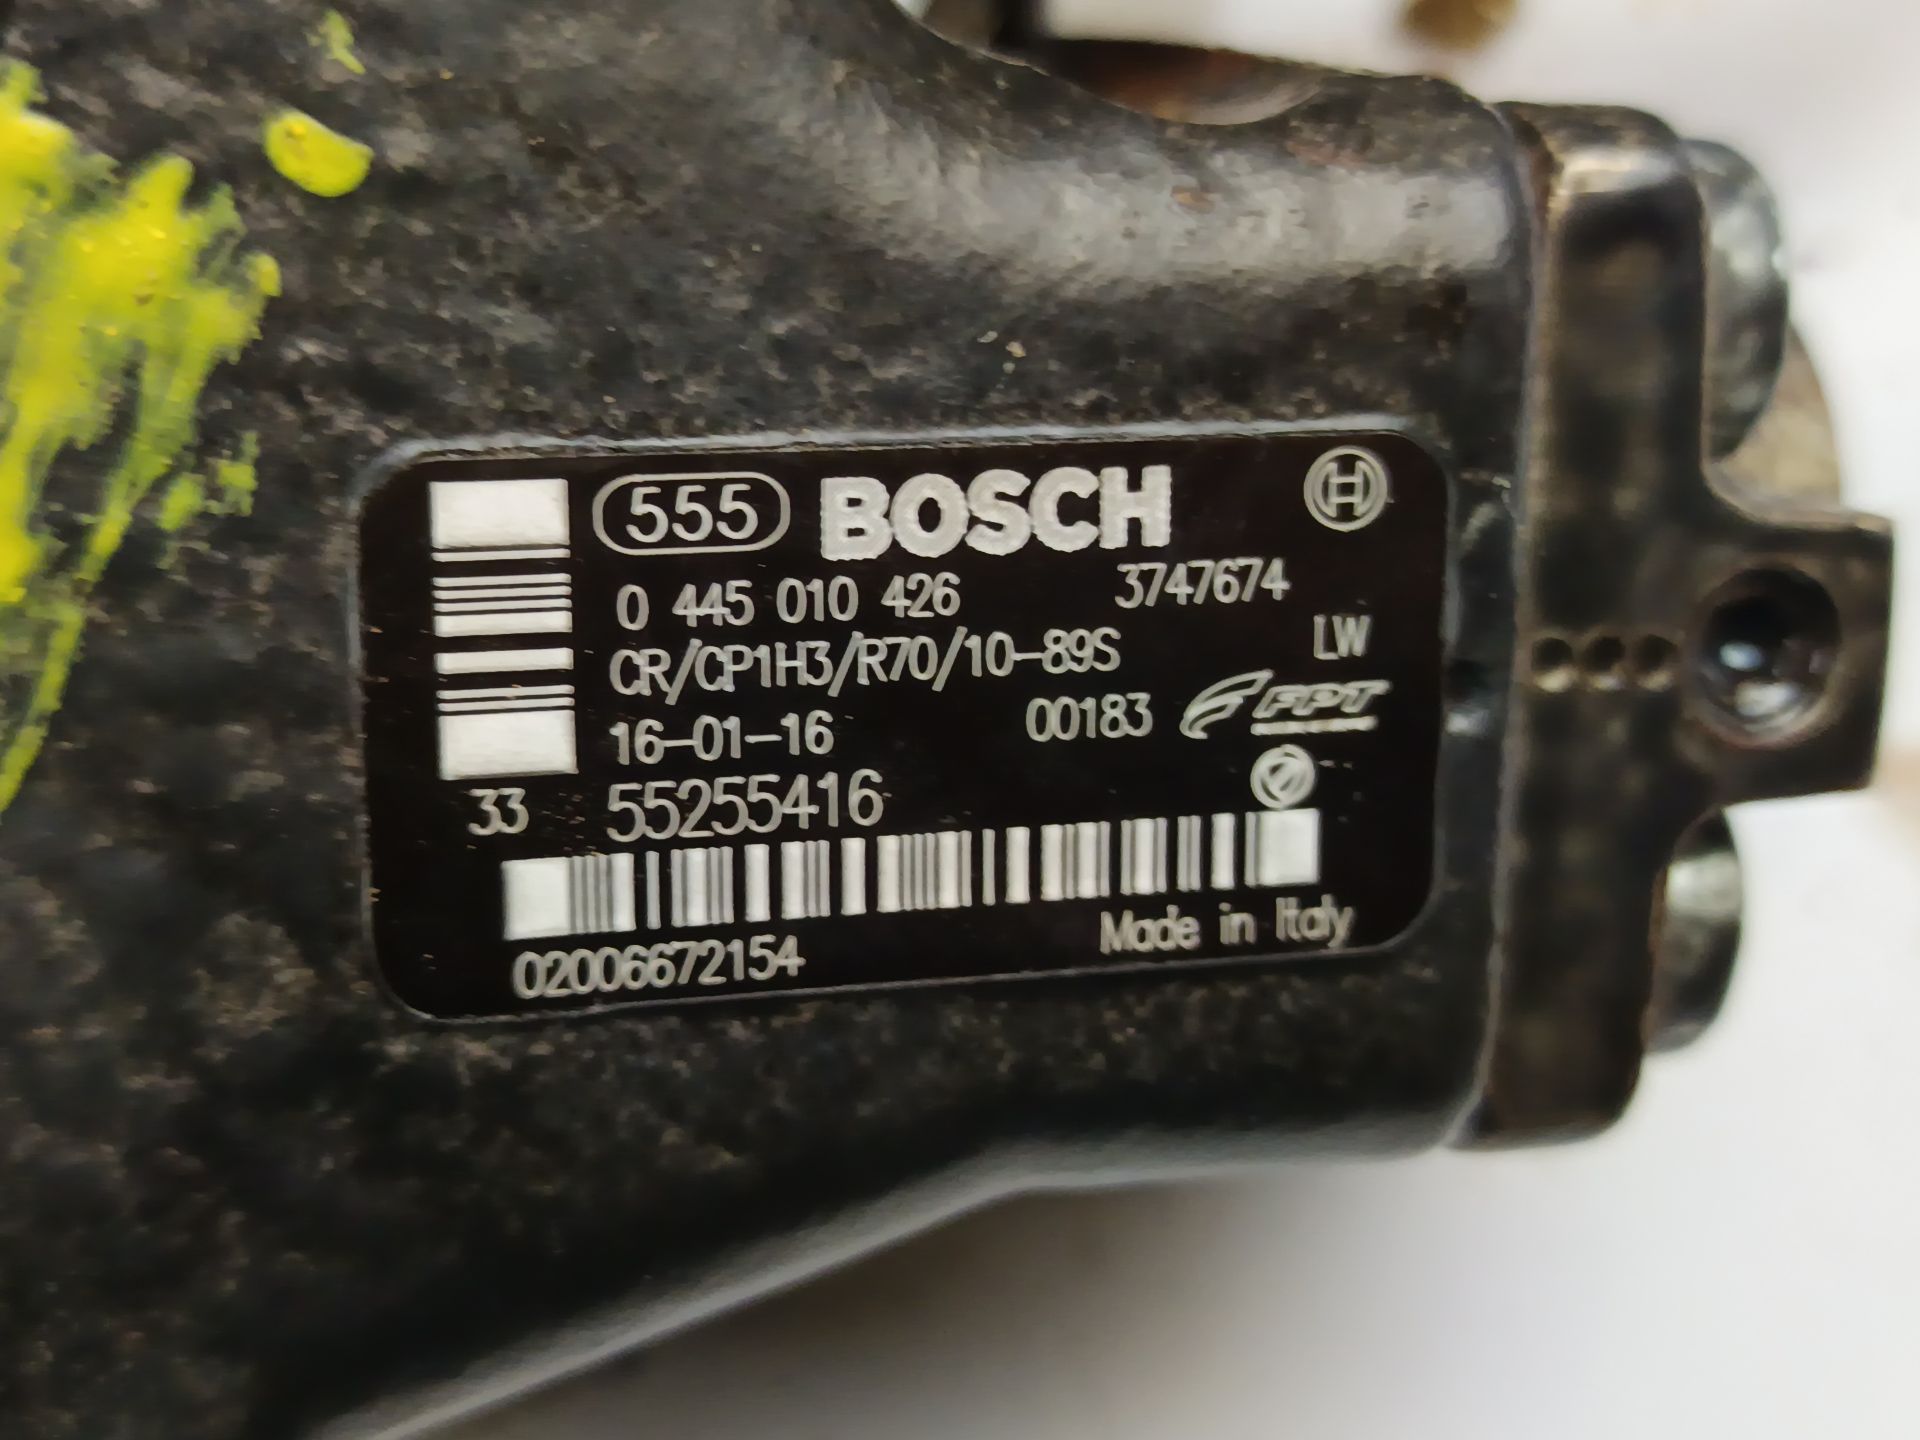 555 BOSCH
0 445 010 426 3747674
CR/CP1H3/R70/10-89S LW
16-01-16 00183 FPT
33 55255416
02006672154 Made in Italy